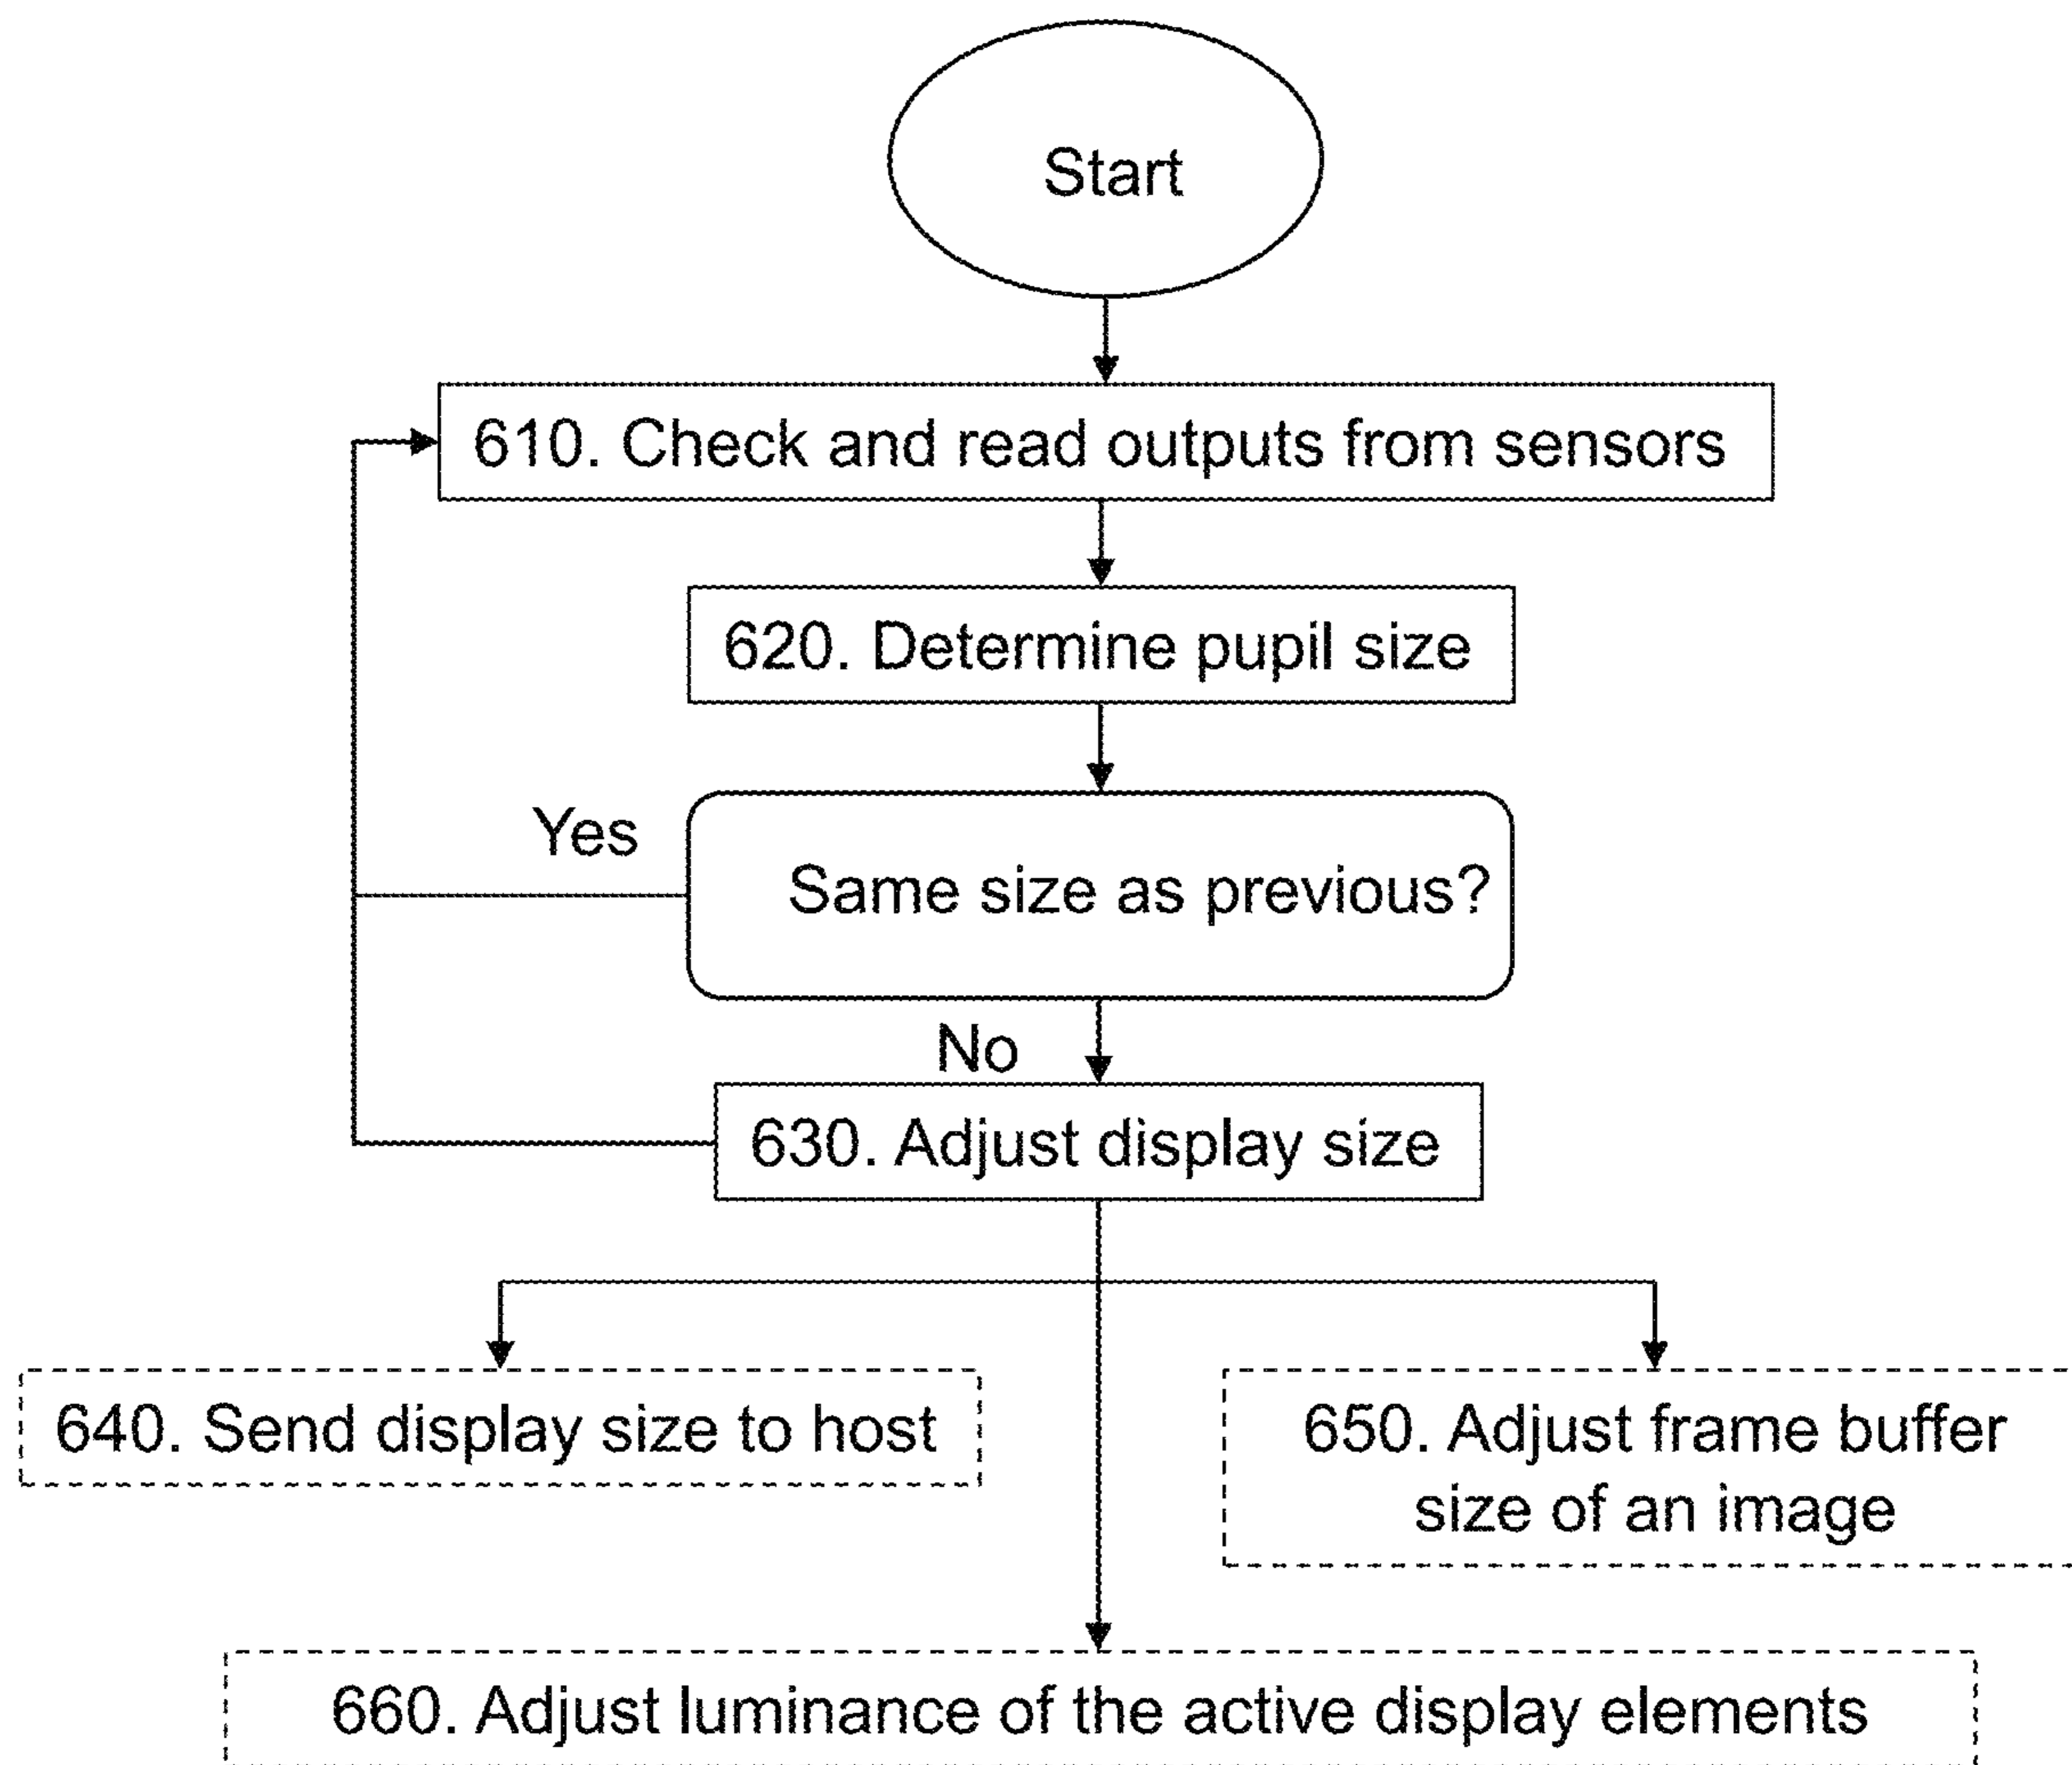 Start
610. Check and read outputs from sensors
620. Determine pupil size
Yes
Same size as previous?
No
630. Adjust display size
640. Send display size to host
650. Adjust frame buffer
size of an image
660. Adjust luminance of the active display elements